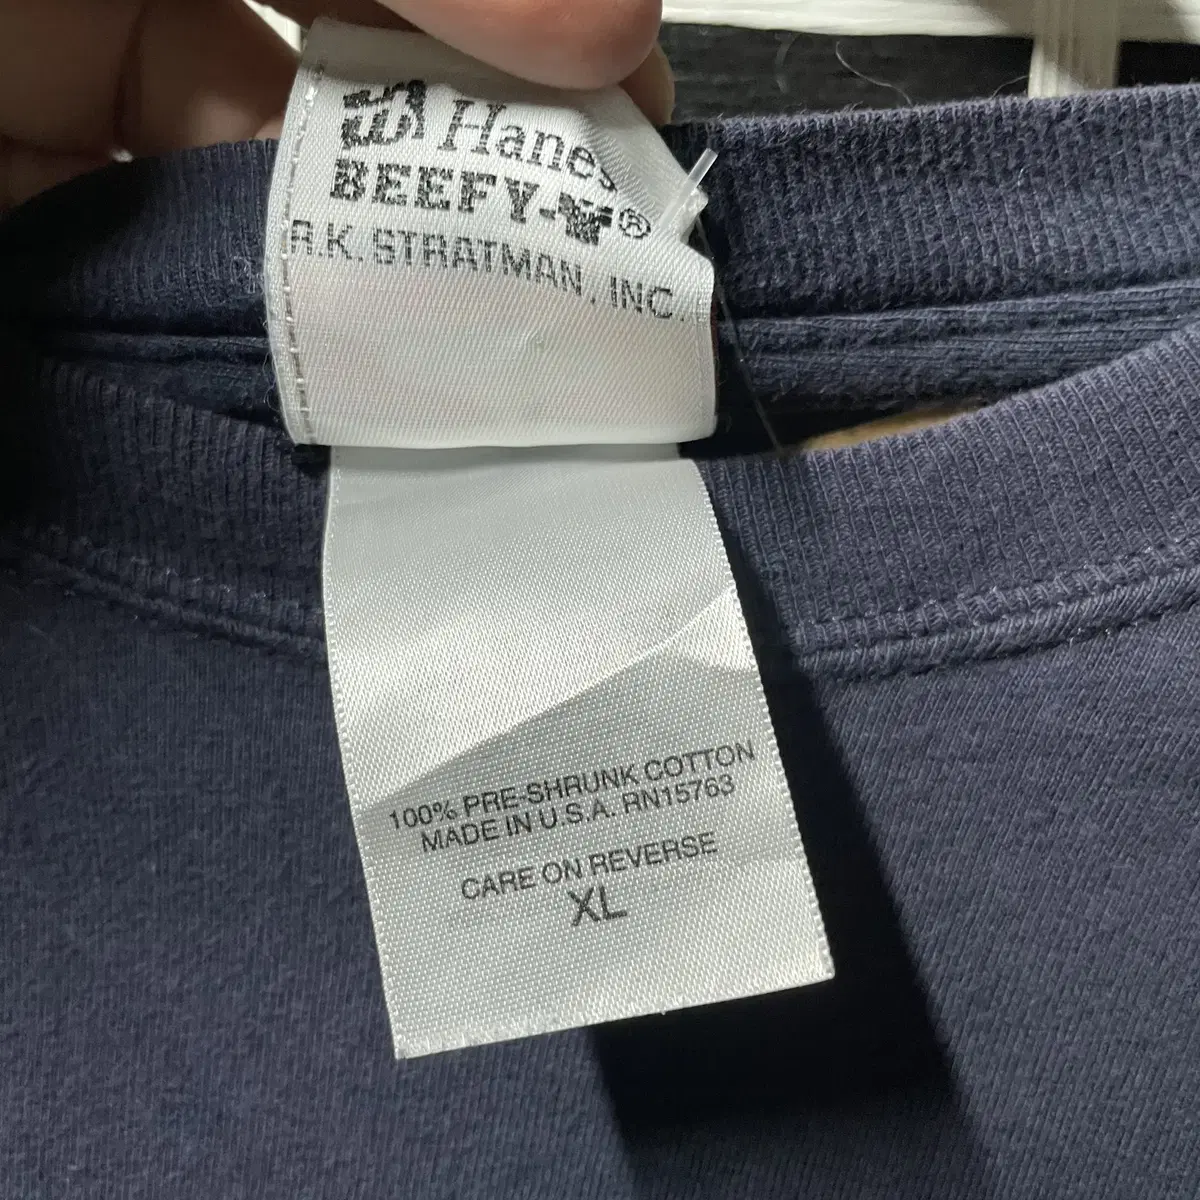 Hanes
BEEFY-T®
R.K. STRATMAN, INC.
100% PRE-SHRUNK COTTON
MADE IN U.S.A. RN15763
CARE ON REVERSE
XL